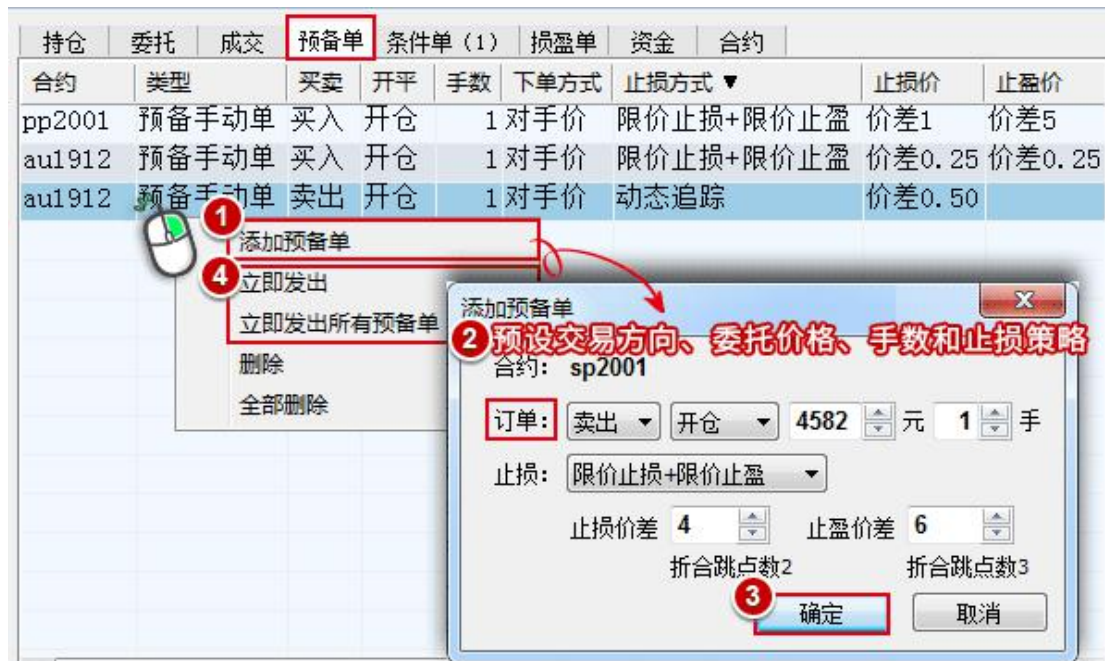 持仓 委托 成交 预备单 条件单(1) 损盈单 资金 合约
合约 类型 买卖 开平 手数 下单方式 止损方式 ▼ 止损价 止盈价
pp2001 预备手动单 买入 开仓 1 对手价 限价止损+限价止盈 价差1 价差5
au1912 预备手动单 买入 开仓 1 对手价 限价止损+限价止盈 价差0.25 价差0.25
au1912 预备手动单 卖出 开仓 1 对手价 动态追踪 价差0.50
1
添加预备单
4
立即发出
立即发出所有预备单
删除
全部删除
添加预备单 X
2 预设交易方向、委托价格、手数和止损策略
合约: sp2001
订单: 卖出 开仓 4582 元 1 手
止损: 限价止损+限价止盈
止损价差 4 止盈价差 6
折合跳点数2 折合跳点数3
3 确定 取消